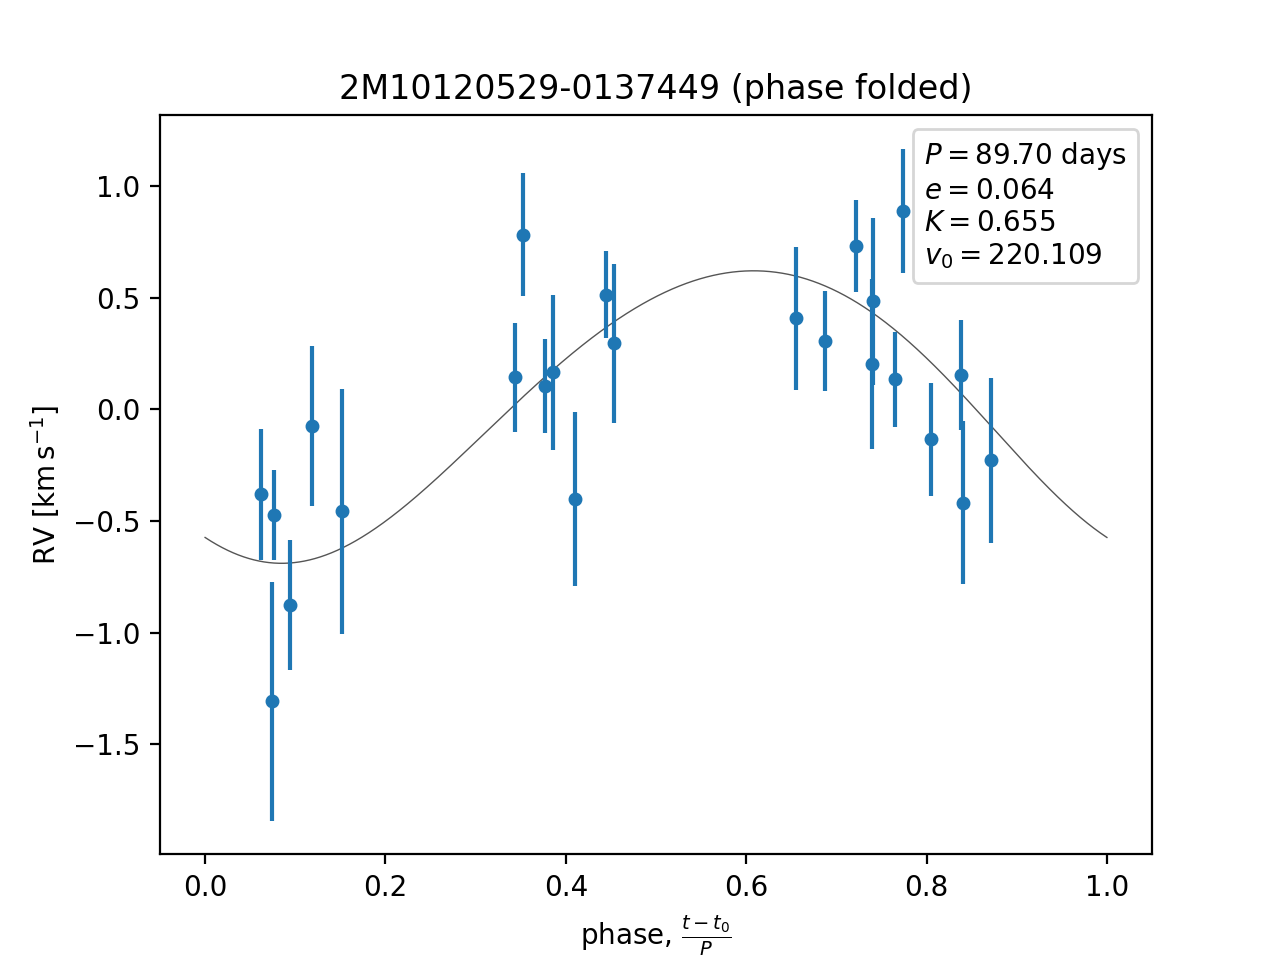 2M10120529-0137449 (phase folded)
P = 89.70 days
e = 0.064
K = 0.655
v₀ = 220.109
1.0
0.5
0.0
−0.5
−1.0
−1.5
RV [km s⁻¹]
0.0 0.2 0.4 0.6 0.8 1.0
phase, (t − t₀)/P